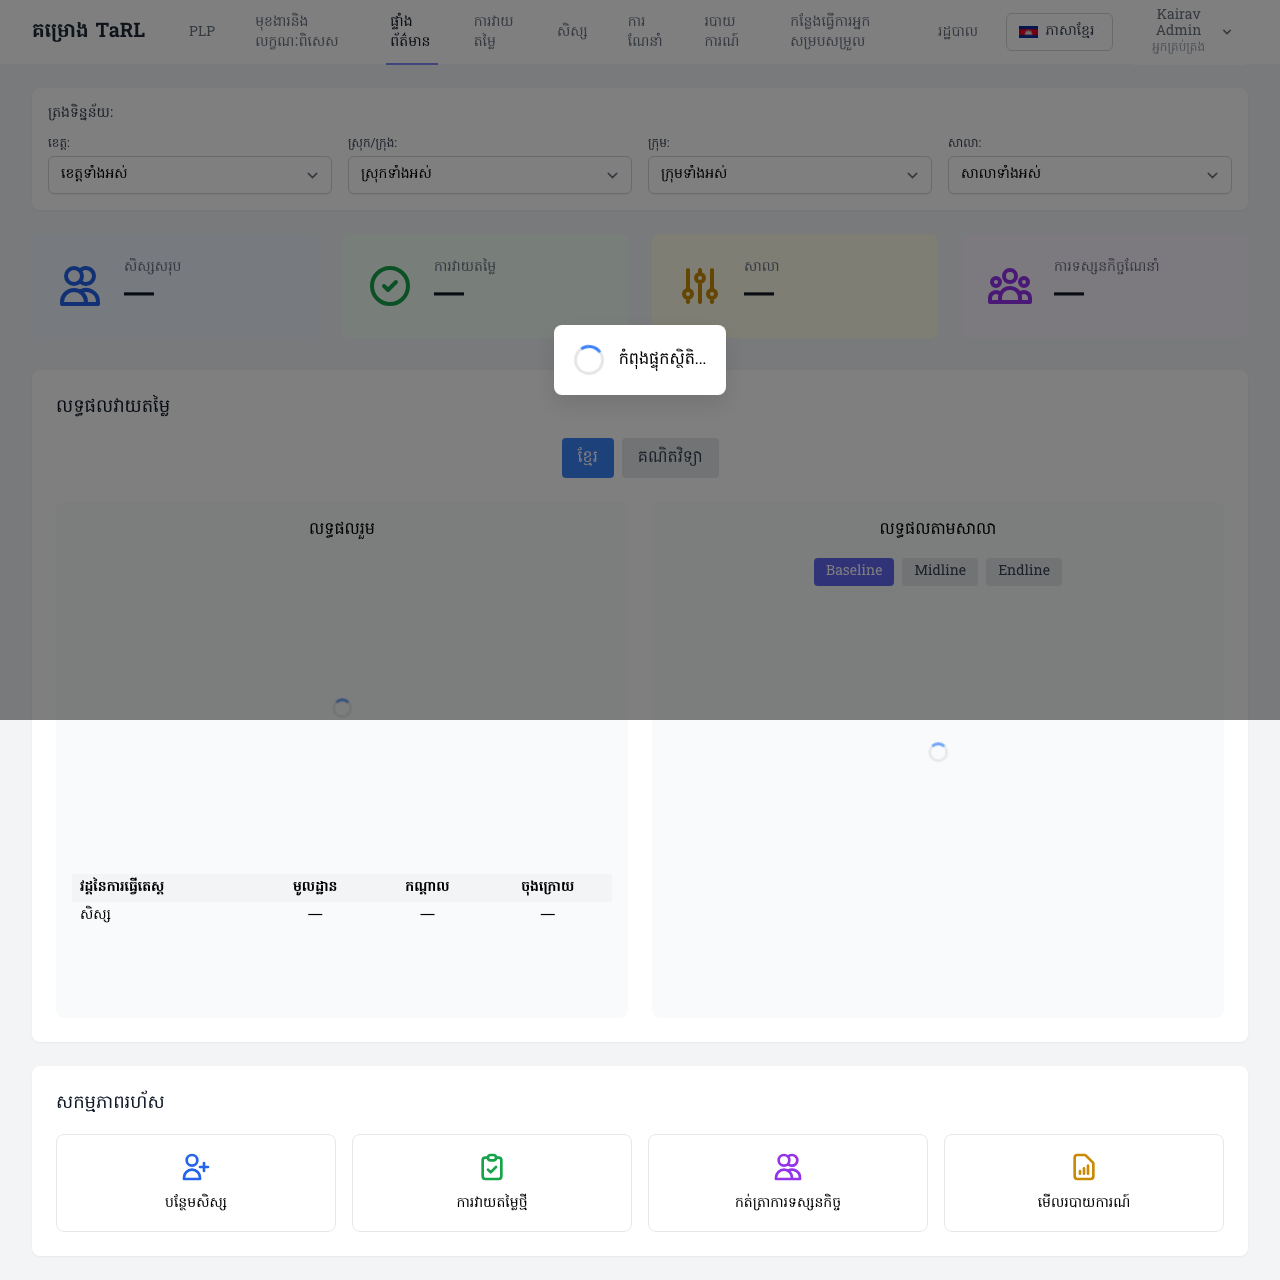 គម្រោង TaRL
PLP
មុខងារនិង
លក្ខណៈពិសេស
ផ្ទាំង
ព័ត៌មាន
ការវាយ
តម្លៃ
សិស្ស
ការ
ណែនាំ
របាយ
ការណ៍
កន្លែងធ្វើការអ្នក
សម្របសម្រួល
រដ្ឋបាល
ភាសាខ្មែរ
Kairav
Admin
អ្នកគ្រប់គ្រង
ត្រងទិន្នន័យ:
ខេត្ត:
ស្រុក/ក្រុង:
ក្រុម:
សាលា:
ខេត្តទាំងអស់
ស្រុកទាំងអស់
ក្រុមទាំងអស់
សាលាទាំងអស់
សិស្សសរុប
—
ការវាយតម្លៃ
—
សាលា
—
ការទស្សនកិច្ចណែនាំ
—
កំពុងផ្ទុកស្ថិតិ...
លទ្ធផលវាយតម្លៃ
ខ្មែរ
គណិតវិទ្យា
លទ្ធផលរួម
លទ្ធផលតាមសាលា
Baseline
Midline
Endline
វដ្តនៃការធ្វើតេស្ត
មូលដ្ឋាន
កណ្តាល
ចុងក្រោយ
សិស្ស
—
—
—
សកម្មភាពរហ័ស
បន្ថែមសិស្ស
ការវាយតម្លៃថ្មី
កត់ត្រាការទស្សនកិច្ច
មើលរបាយការណ៍